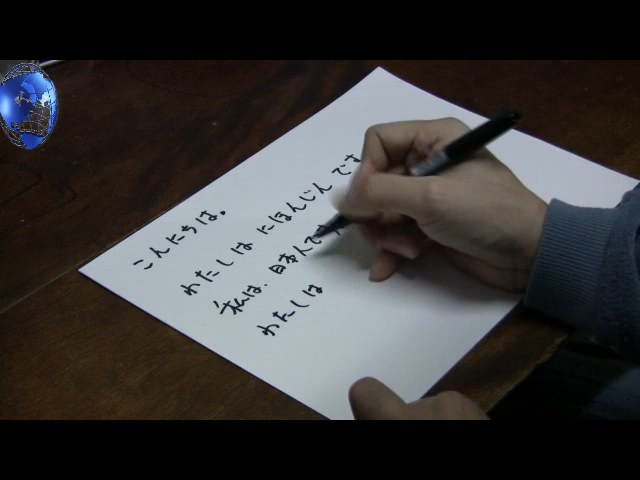 こんにちは。
わたしは にほんじん です
私は、日本人で
わたしは